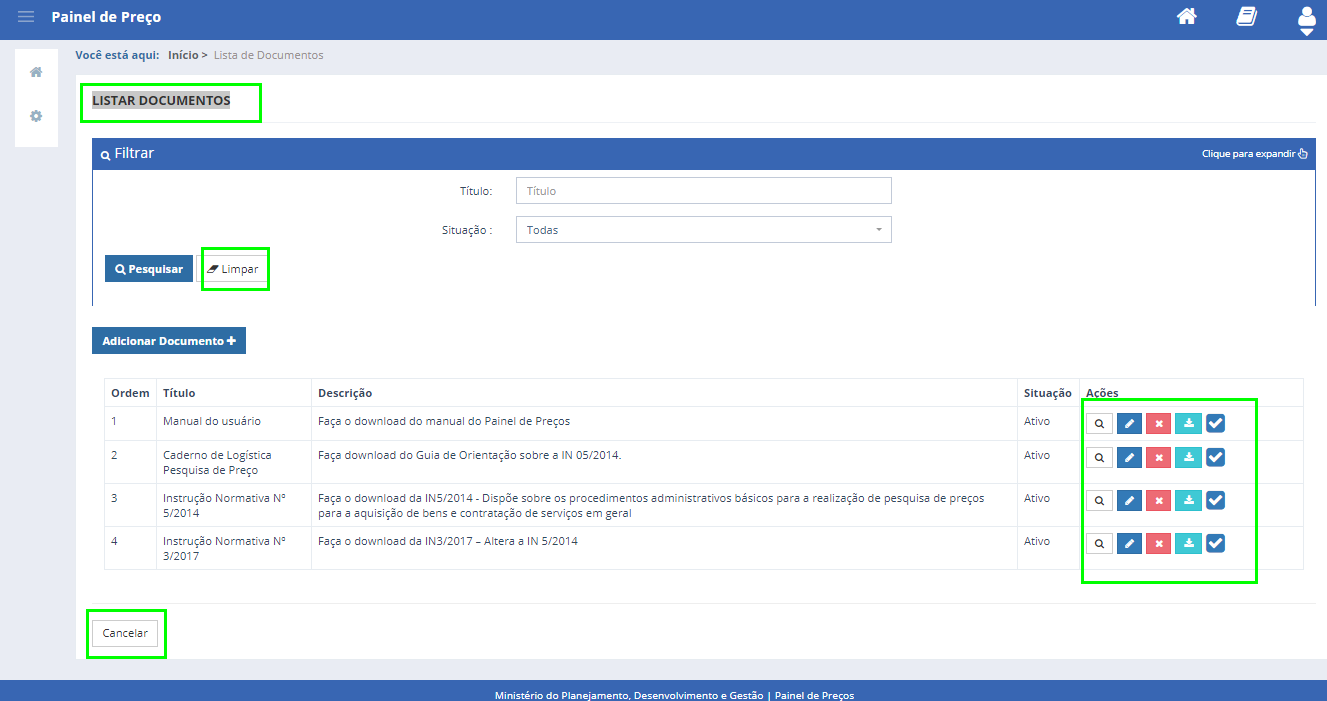 Painel de Preço
Você está aqui: Início > Lista de Documentos
LISTAR DOCUMENTOS
Filtrar
Clique para expandir
Título:
Título
Situação :
Todas
Pesquisar
Limpar
Adicionar Documento
Ordem Título Descrição Situação Ações
1 Manual do usuário Faça o download do manual do Painel de Preços Ativo
2 Caderno de Logística Faça download do Guia de Orientação sobre a IN 05/2014. Ativo
Pesquisa de Preço
3 Instrução Normativa Nº Faça o download da IN5/2014 - Dispõe sobre os procedimentos administrativos básicos para a realização de pesquisa de preços Ativo
5/2014 para a aquisição de bens e contratação de serviços em geral
4 Instrução Normativa Nº Faça o download da IN3/2017 – Altera a IN 5/2014 Ativo
3/2017
Cancelar
Ministério do Planejamento, Desenvolvimento e Gestão | Painel de Preços